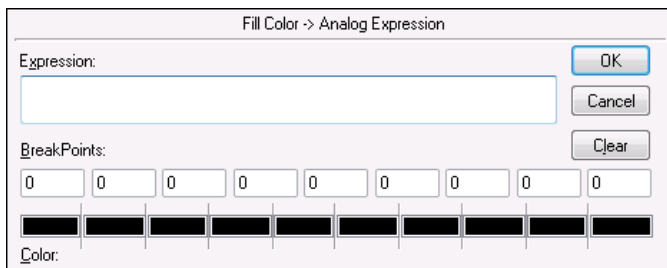 Fill Color -> Analog Expression
Expression:
OK
Cancel
BreakPoints:
Clear
0 0 0 0 0 0 0 0 0
Color: